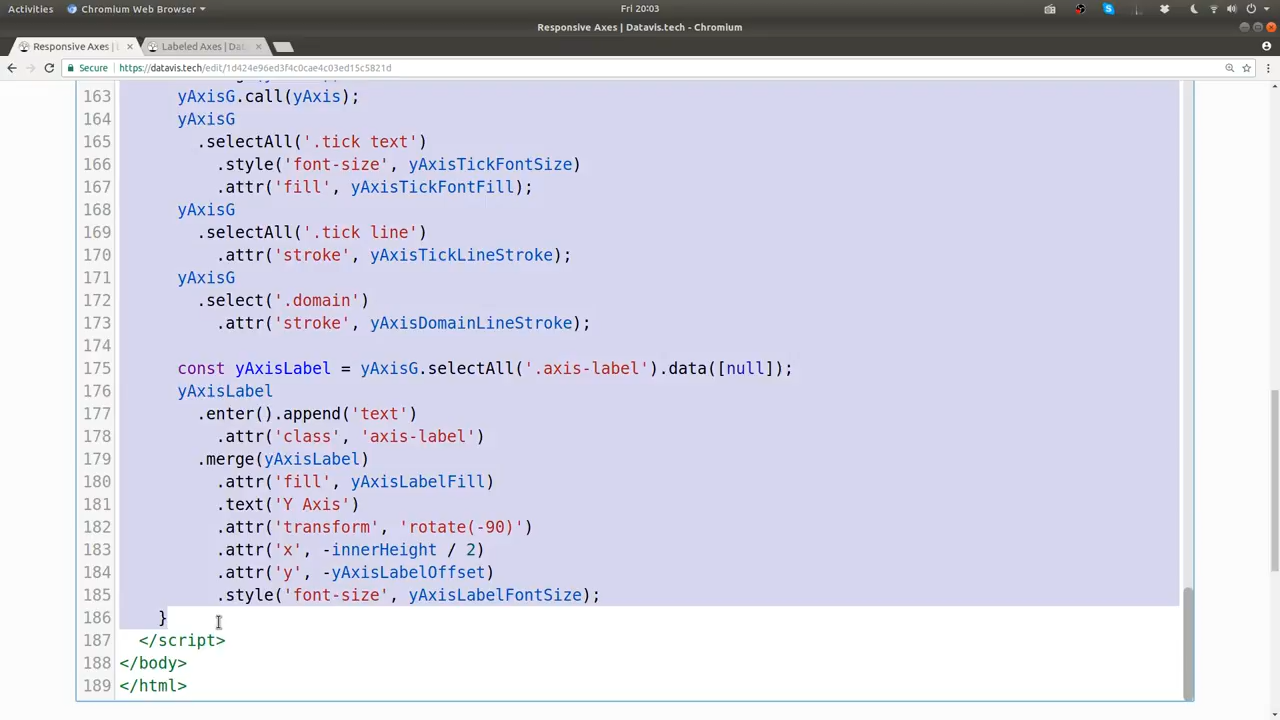 Activities Chromium Web Browser Fri 20:03
Responsive Axes | Datavis.tech - Chromium
Responsive Axes | Labeled Axes | Dat
Secure https://datavis.tech/edit/1d424e96ed3f4c0cae4c03ed15c5821d
163 yAxisG.call(yAxis);
164 yAxisG
165 .selectAll('.tick text')
166 .style('font-size', yAxisTickFontSize)
167 .attr('fill', yAxisTickFontFill);
168 yAxisG
169 .selectAll('.tick line')
170 .attr('stroke', yAxisTickLineStroke);
171 yAxisG
172 .select('.domain')
173 .attr('stroke', yAxisDomainLineStroke);
174
175 const yAxisLabel = yAxisG.selectAll('.axis-label').data([null]);
176 yAxisLabel
177 .enter().append('text')
178 .attr('class', 'axis-label')
179 .merge(yAxisLabel)
180 .attr('fill', yAxisLabelFill)
181 .text('Y Axis')
182 .attr('transform', 'rotate(-90)')
183 .attr('x', -innerHeight / 2)
184 .attr('y', -yAxisLabelOffset)
185 .style('font-size', yAxisLabelFontSize);
186 }
187 </script>
188 </body>
189 </html>